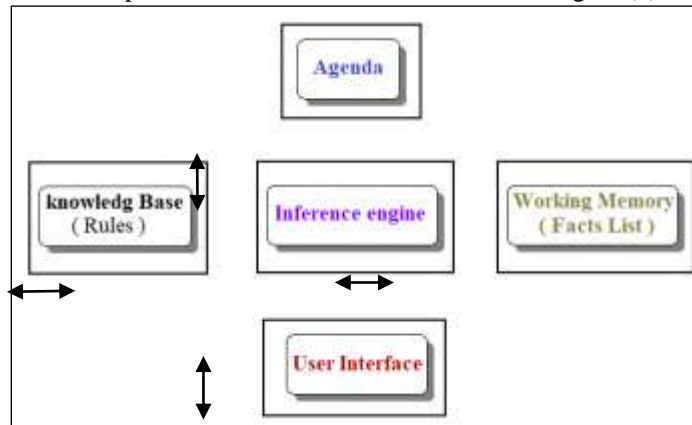 Agenda
knowledg Base
( Rules )
Inference engine
Working Memory
( Facts List )
User Interface